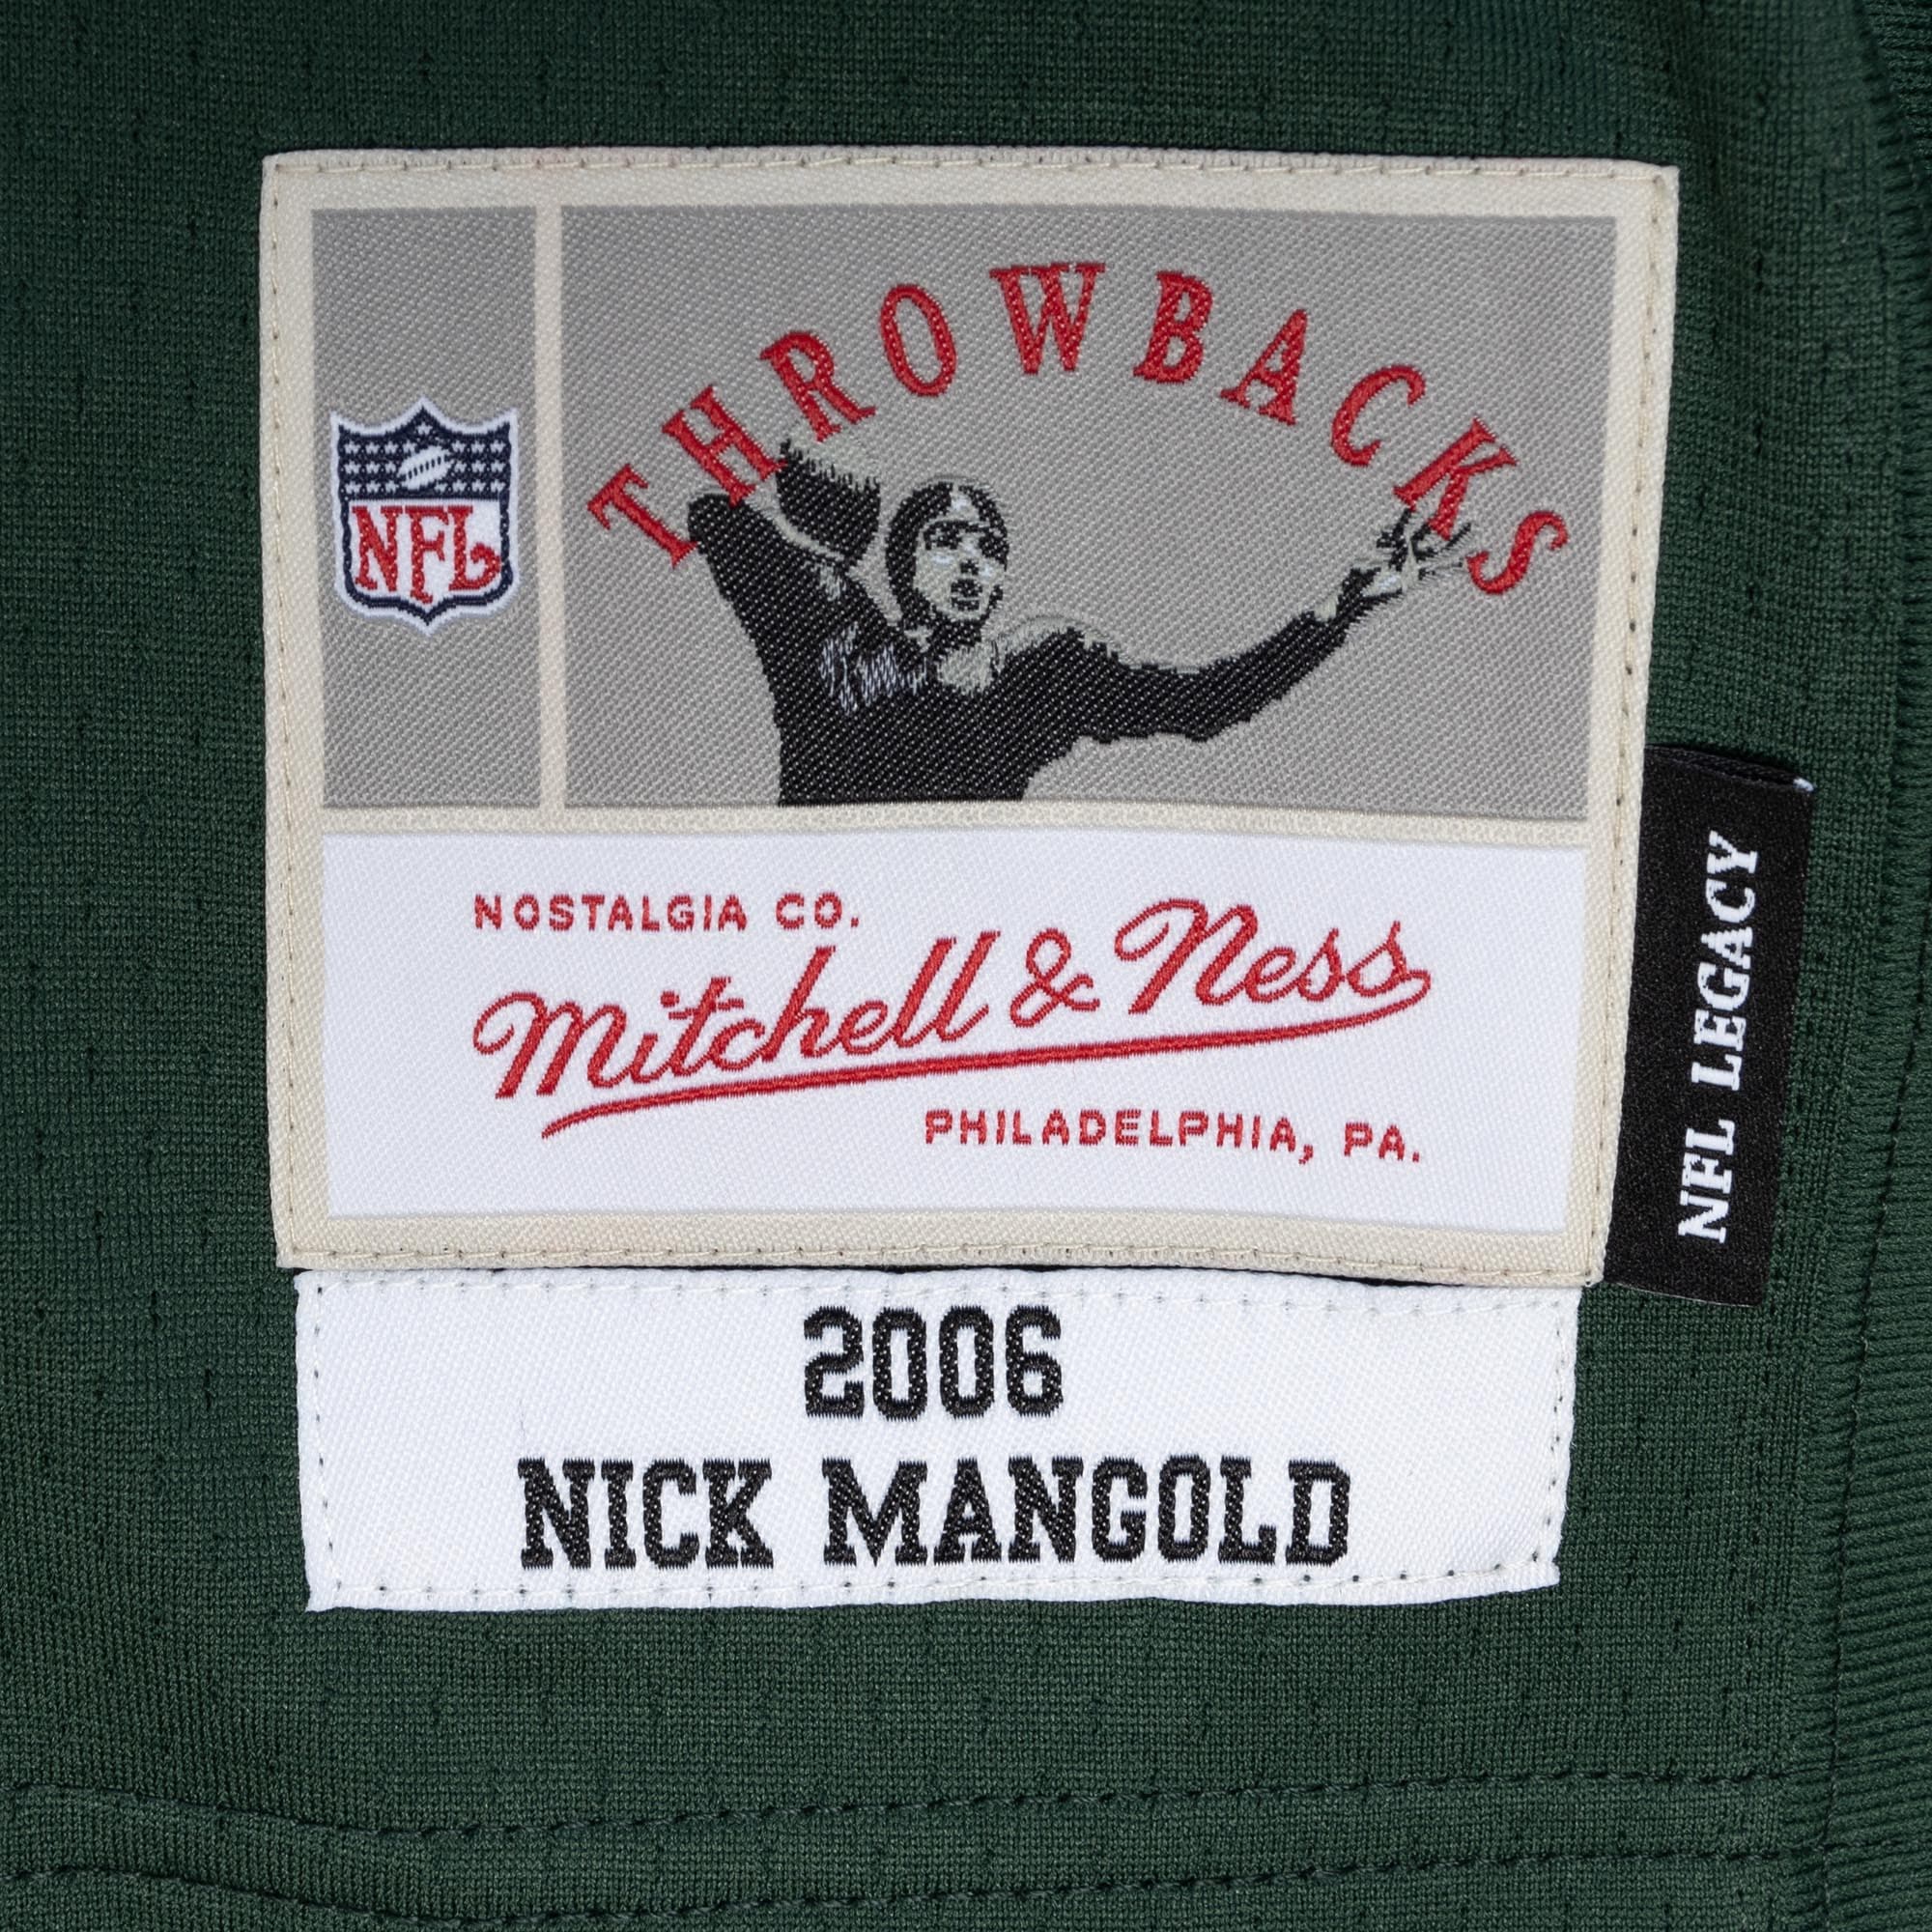 THROWBACKS
NFL
NOSTALGIA CO.
Mitchell & Ness
PHILADELPHIA, PA.
NFL LEGACY
2006
NICK MANGOLD